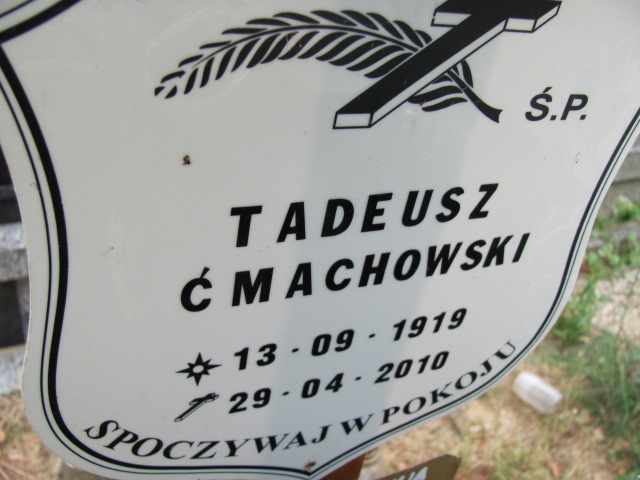 Ś.P.
TADEUSZ
ĆMACHOWSKI
13-09-1919
29-04-2010
SPOCZYWAJ W POKOJU